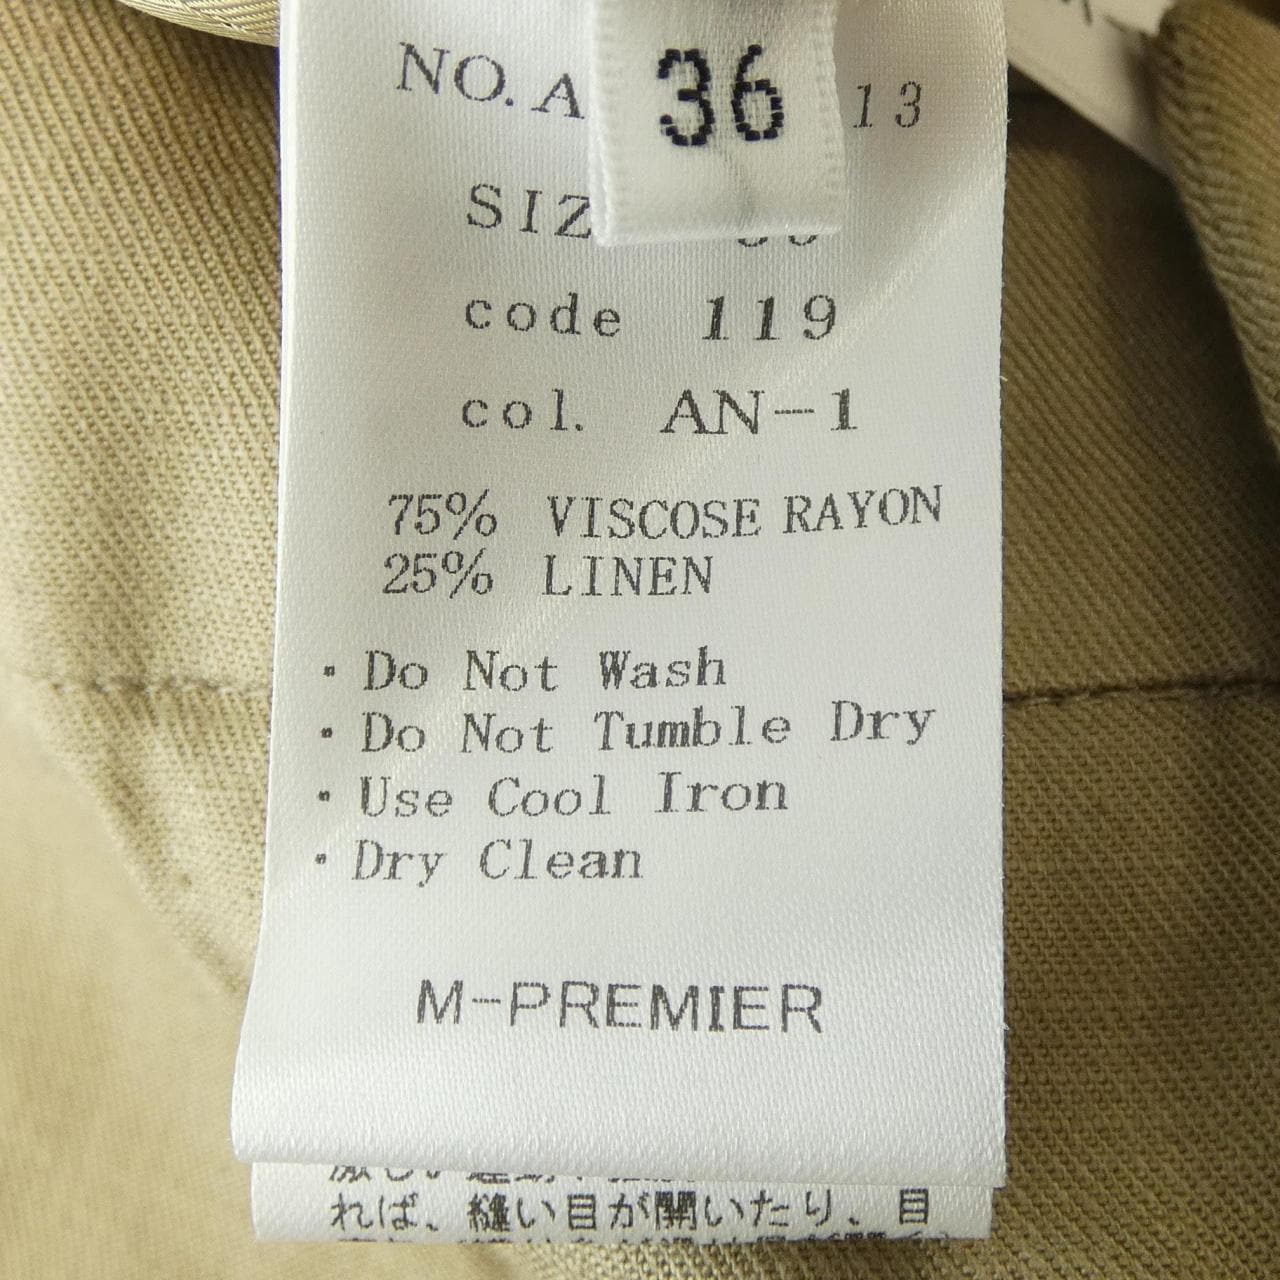 36
NO. A 13
code 119
col. AN-1
75% VISCOSE RAYON
25% LINEN
・Do Not Wash
・Do Not Tumble Dry
・Use Cool Iron
・Dry Clean
M-PREMIER
れば、縫い目が開いたり、目